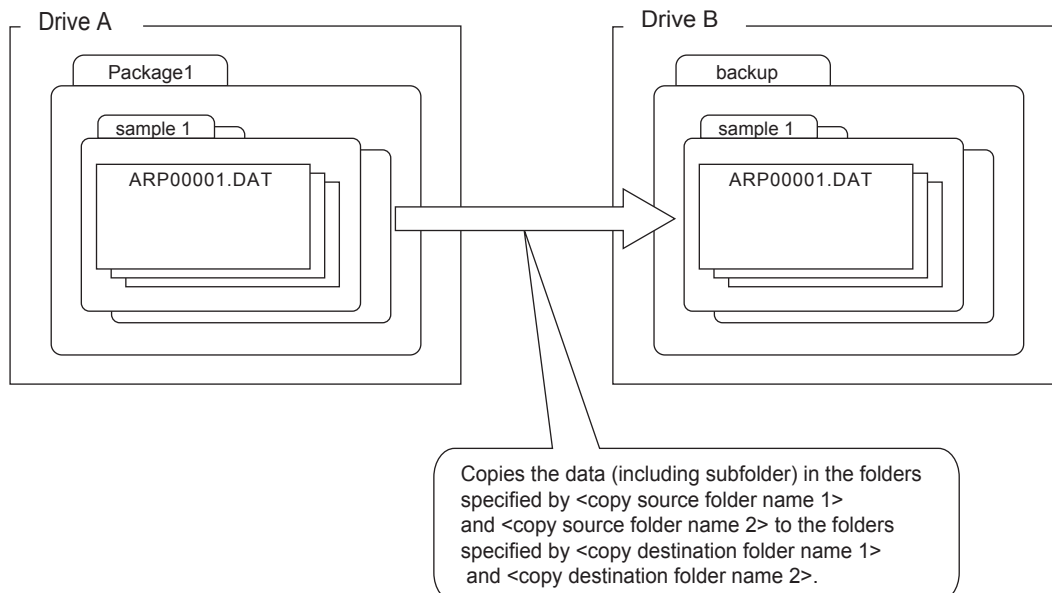 Drive A
Package1
sample 1
ARP00001.DAT
Drive B
backup
sample 1
ARP00001.DAT
Copies the data (including subfolder) in the folders
specified by <copy source folder name 1>
and <copy source folder name 2> to the folders
specified by <copy destination folder name 1>
and <copy destination folder name 2>.